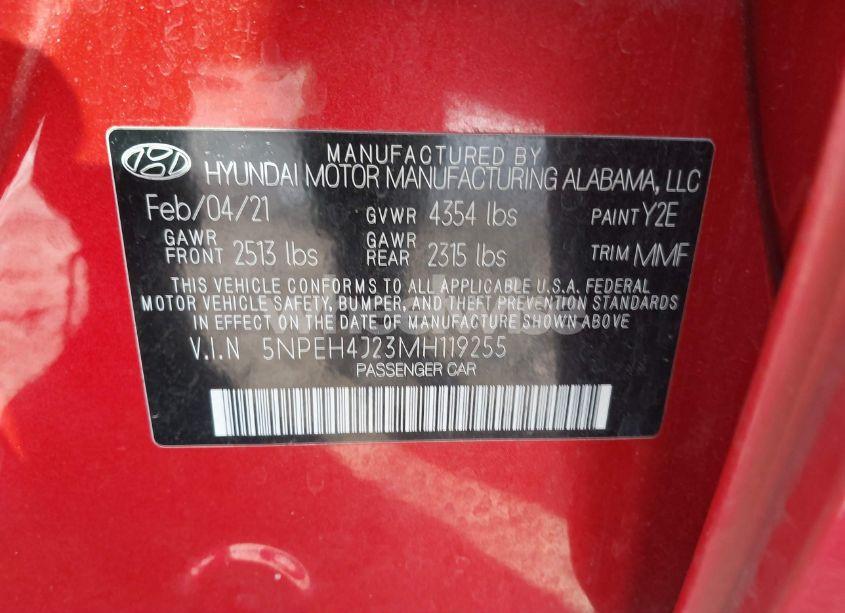 MANUFACTURED BY
HYUNDAI MOTOR MANUFACTURING ALABAMA, LLC
Feb/04/21 GVWR 4354 lbs PAINT Y2E
GAWR FRONT 2513 lbs GAWR REAR 2315 lbs TRIM MMF
THIS VEHICLE CONFORMS TO ALL APPLICABLE U.S.A. FEDERAL
MOTOR VEHICLE SAFETY, BUMPER, AND THEFT PREVENTION STANDARDS
IN EFFECT ON THE DATE OF MANUFACTURE SHOWN ABOVE
V.I.N 5NPEH4J23MH119255
PASSENGER CAR